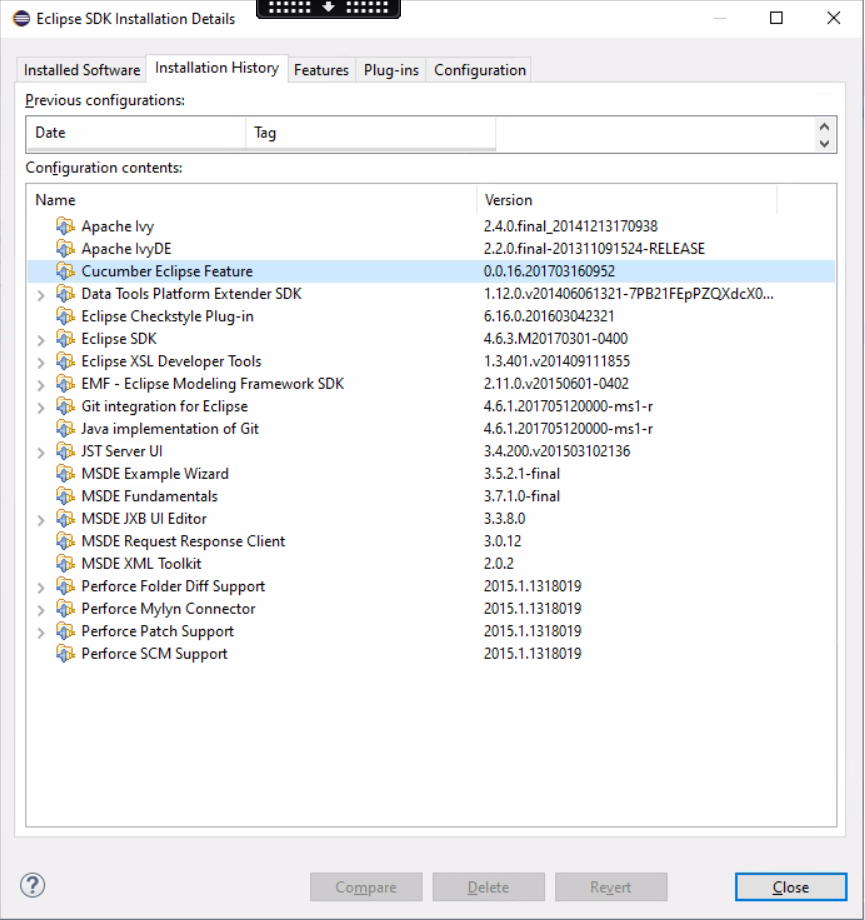 Eclipse SDK Installation Details
Installed Software Installation History Features Plug-ins Configuration
Previous configurations:
Date Tag
Configuration contents:
Name Version
Apache Ivy 2.4.0.final_20141213170938
Apache IvyDE 2.2.0.final-201311091524-RELEASE
Cucumber Eclipse Feature 0.0.16.201703160952
Data Tools Platform Extender SDK 1.12.0.v201406061321-7PB21FEpPZQXdcX0...
Eclipse Checkstyle Plug-in 6.16.0.201603042321
Eclipse SDK 4.6.3.M20170301-0400
Eclipse XSL Developer Tools 1.3.401.v201409111855
EMF - Eclipse Modeling Framework SDK 2.11.0.v20150601-0402
Git integration for Eclipse 4.6.1.201705120000-ms1-r
Java implementation of Git 4.6.1.201705120000-ms1-r
JST Server UI 3.4.200.v201503102136
MSDE Example Wizard 3.5.2.1-final
MSDE Fundamentals 3.7.1.0-final
MSDE JXB UI Editor 3.3.8.0
MSDE Request Response Client 3.0.12
MSDE XML Toolkit 2.0.2
Perforce Folder Diff Support 2015.1.1318019
Perforce Mylyn Connector 2015.1.1318019
Perforce Patch Support 2015.1.1318019
Perforce SCM Support 2015.1.1318019
? Compare Delete Revert Close